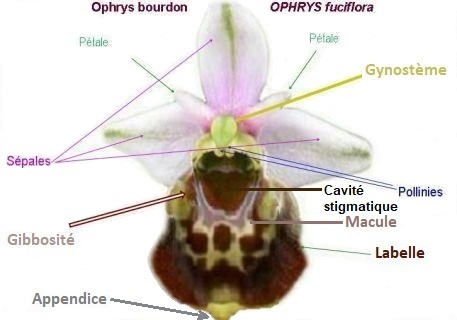 Ophrys bourdon OPHRYS fuciflora
Pétale Pétale
Gynostème
Sépales
Cavité
stigmatique
Pollinies
Macule
Gibbosité
Labelle
Appendice